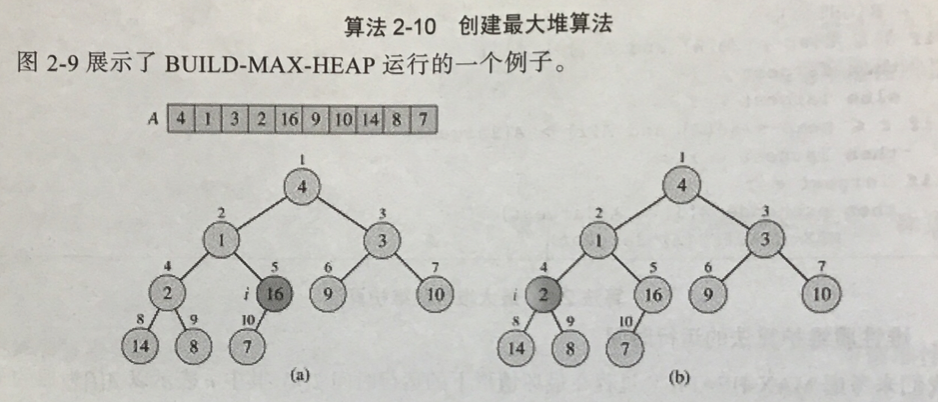 算法 2-10 创建最大堆算法
图 2-9 展示了 BUILD-MAX-HEAP 运行的一个例子。
A 4 1 3 2 16 9 10 14 8 7
1 1
4 4
2 3 2 3
1 3 1 3
4 5 6 7 4 5 6 7
2 i 16 9 10 i 2 16 9 10
8 9 10 8 9 10
14 8 7 14 8 7
(a) (b)